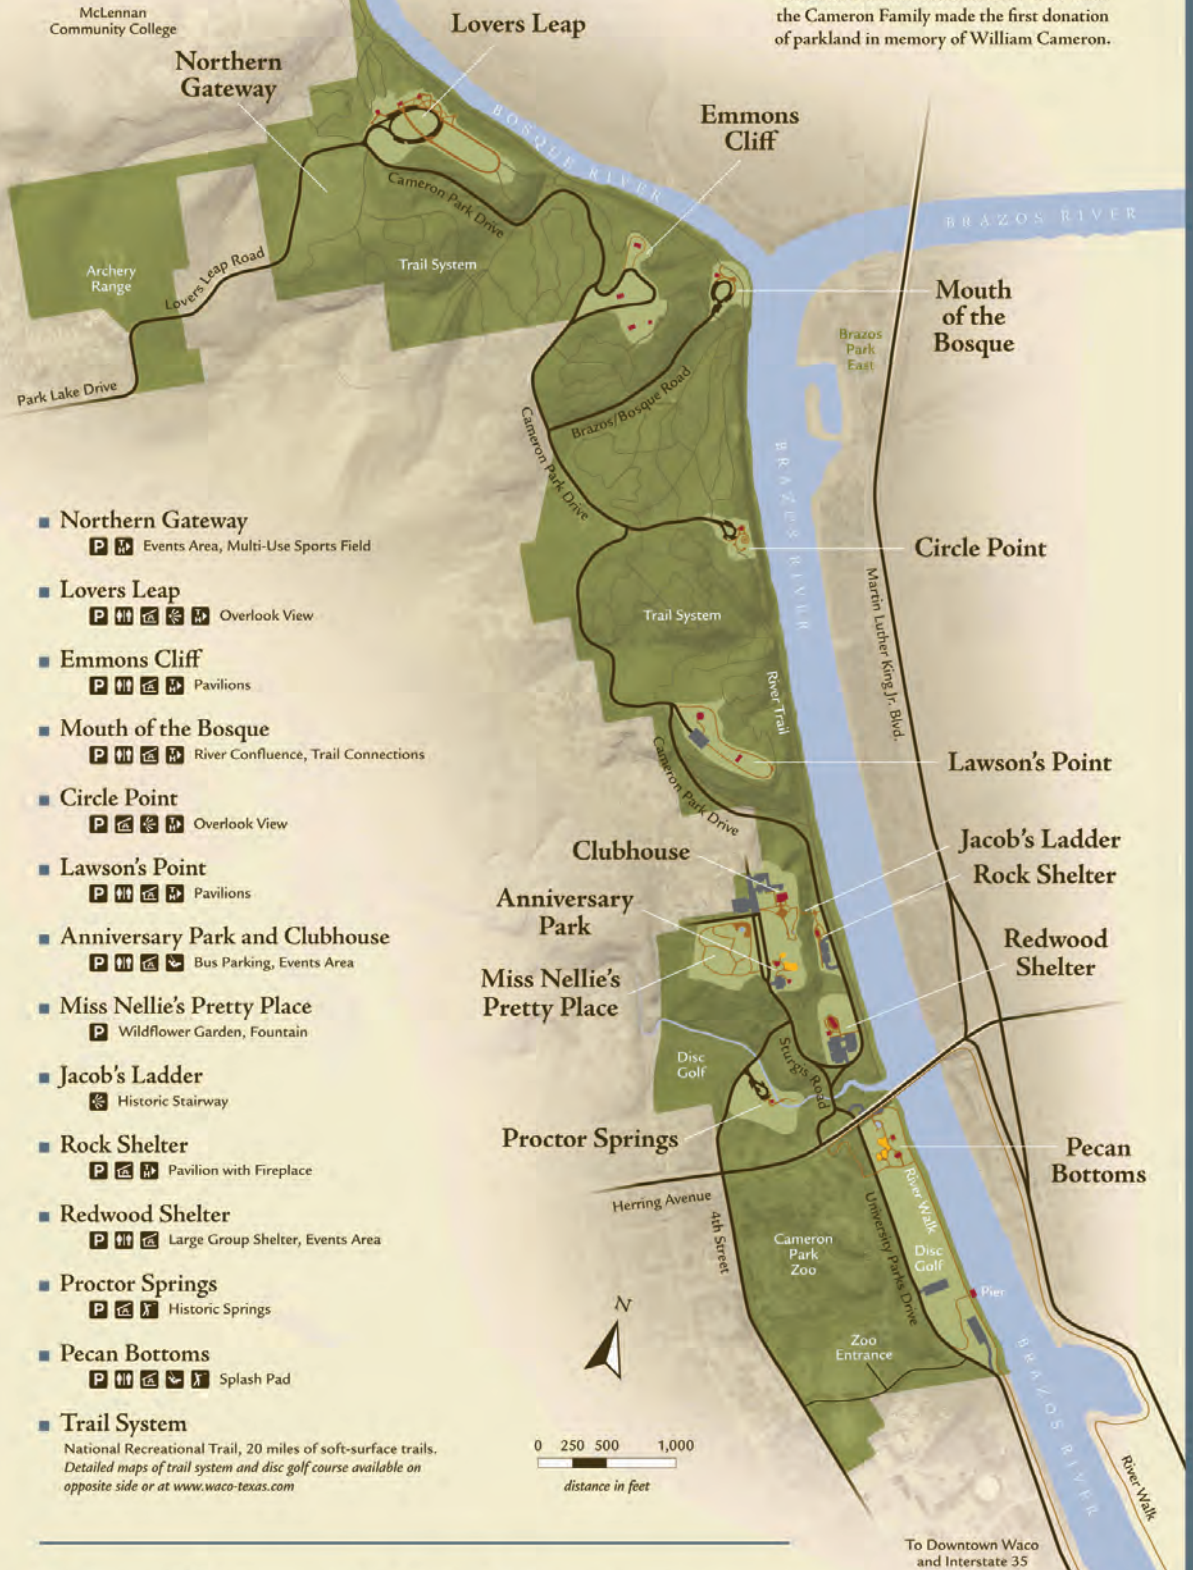 McLennan
Community College
the Cameron Family made the first donation
of parkland in memory of William Cameron.
Lovers Leap
Northern
Gateway
Emmons
Cliff
BOSQUE RIVER
BRAZOS RIVER
Cameron Park Drive
Trail System
Archery
Range
Lovers Leap Road
Park Lake Drive
Mouth
of the
Bosque
Brazos
Park
East
Brazos/Bosque Road
Cameron Park Drive
BRAZES RIVER
Circle Point
Trail System
Martin Luther King Jr. Blvd.
River Trail
Lawson's Point
Cameron Park Drive
Clubhouse
Jacob's Ladder
Rock Shelter
Anniversary
Park
Redwood
Shelter
Miss Nellie's
Pretty Place
Disc
Golf
Sturgis Road
Proctor Springs
Pecan
Bottoms
Herring Avenue
4th Street
University Parks Drive
River Walk
Cameron
Park
Zoo
Disc
Golf
Pier
Zoo
Entrance
BRAZOS RIVER
River Walk
N
0 250 500 1,000
distance in feet
To Downtown Waco
and Interstate 35
Northern Gateway
P Events Area, Multi-Use Sports Field
Lovers Leap
P Overlook View
Emmons Cliff
P Pavilions
Mouth of the Bosque
P River Confluence, Trail Connections
Circle Point
P Overlook View
Lawson's Point
P Pavilions
Anniversary Park and Clubhouse
P Bus Parking, Events Area
Miss Nellie's Pretty Place
P Wildflower Garden, Fountain
Jacob's Ladder
Historic Stairway
Rock Shelter
P Pavilion with Fireplace
Redwood Shelter
P Large Group Shelter, Events Area
Proctor Springs
P Historic Springs
Pecan Bottoms
P Splash Pad
Trail System
National Recreational Trail, 20 miles of soft-surface trails.
Detailed maps of trail system and disc golf course available on
opposite side or at www.waco-texas.com